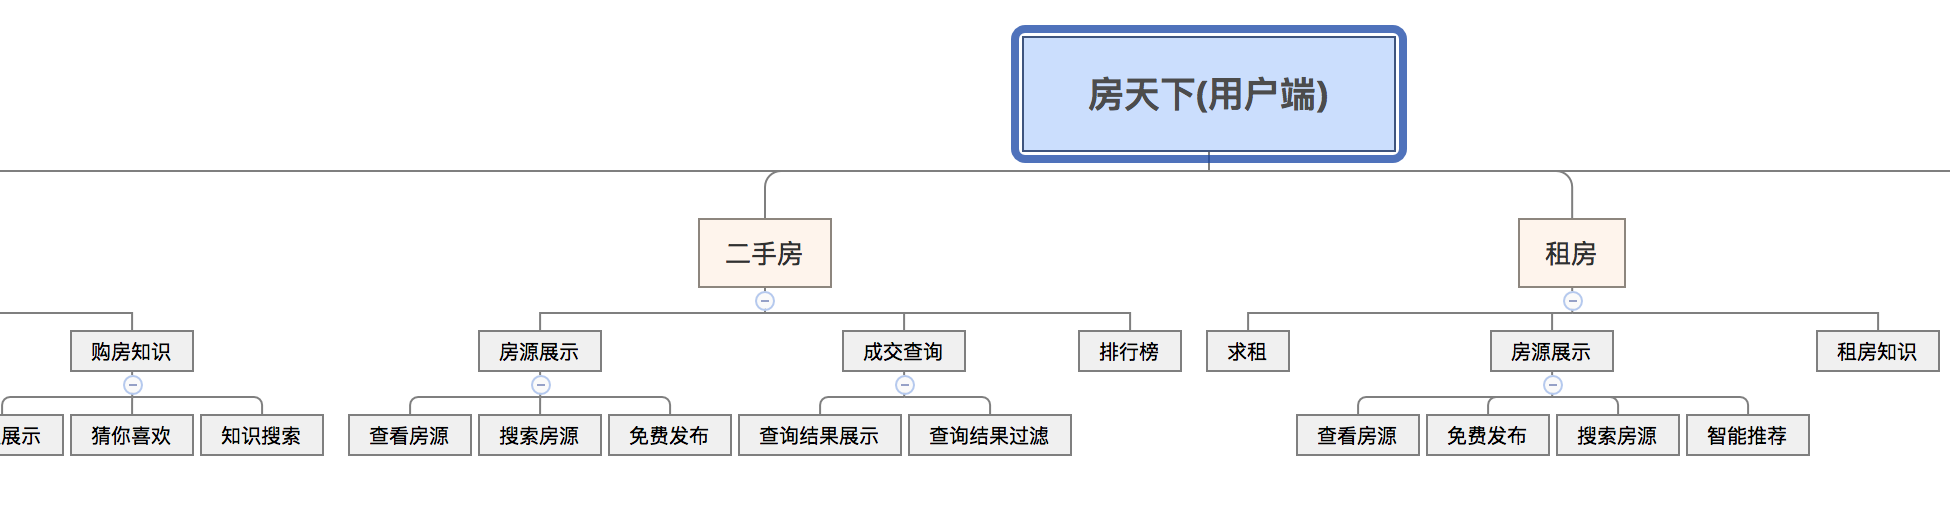 房天下(用户端)
二手房
租房
购房知识
房源展示
成交查询
排行榜
求租
房源展示
租房知识
展示
猜你喜欢
知识搜索
查看房源
搜索房源
免费发布
查询结果展示
查询结果过滤
查看房源
免费发布
搜索房源
智能推荐